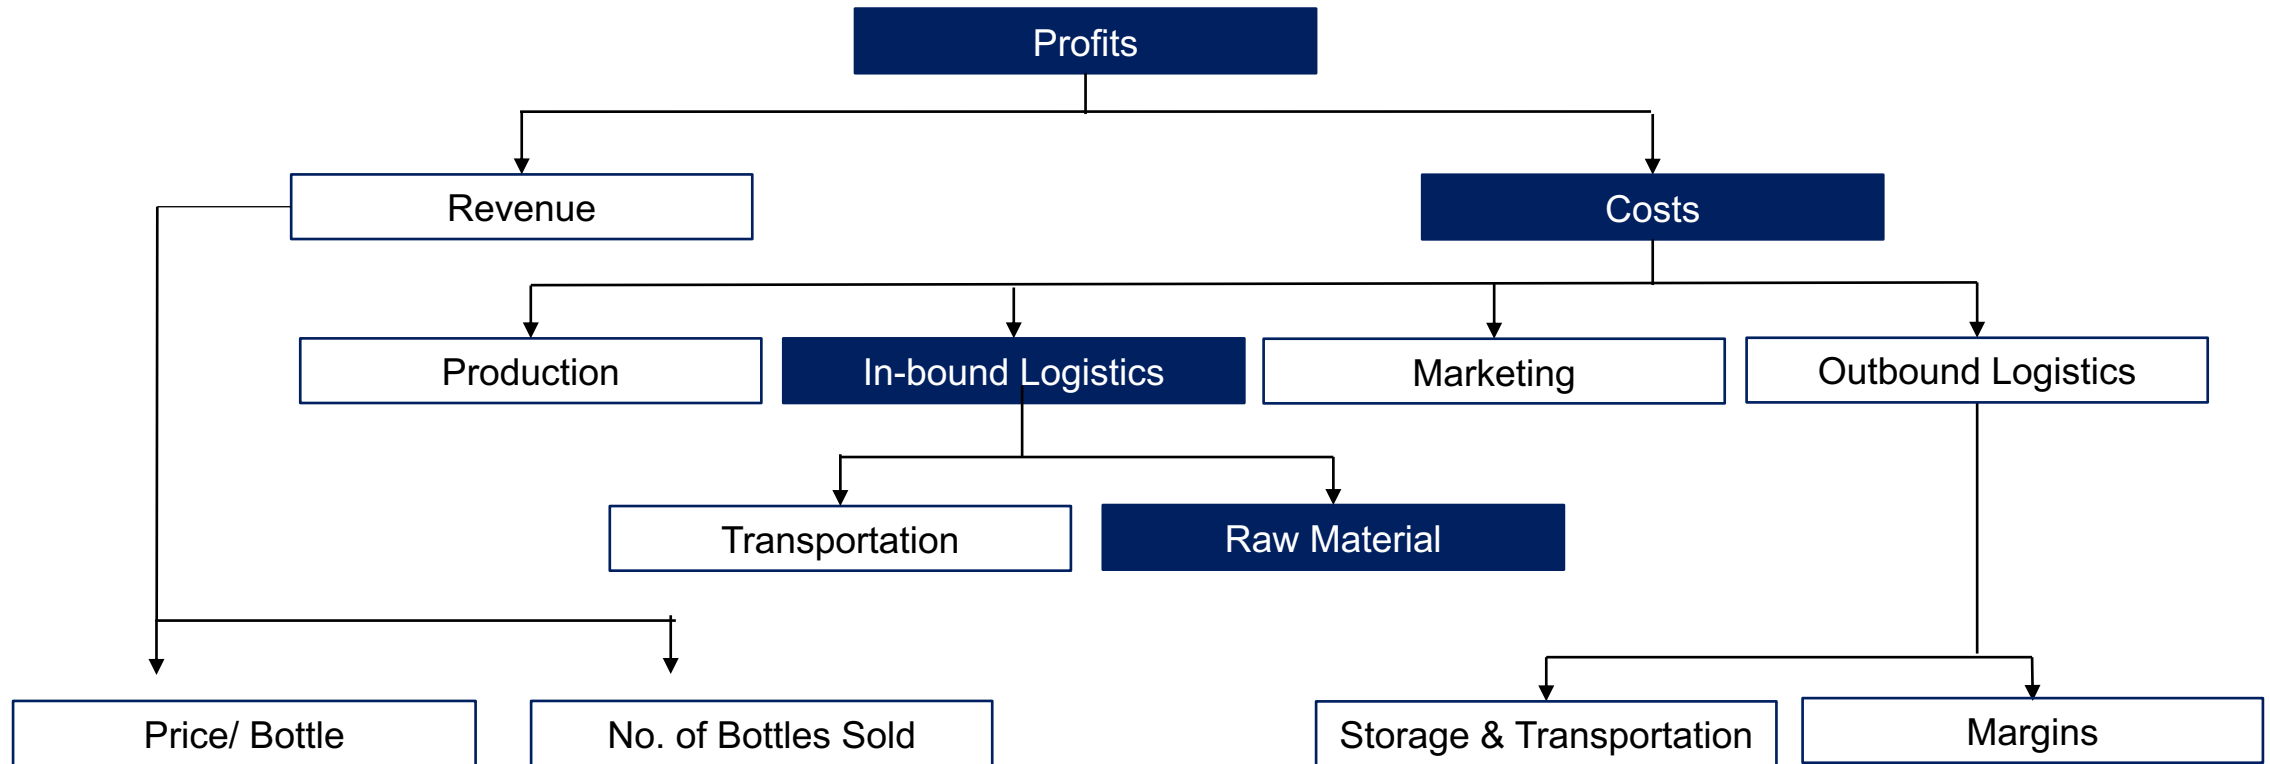 Profits
Revenue
Costs
Production
In-bound Logistics
Marketing
Outbound Logistics
Transportation
Raw Material
Price/ Bottle
No. of Bottles Sold
Storage & Transportation
Margins